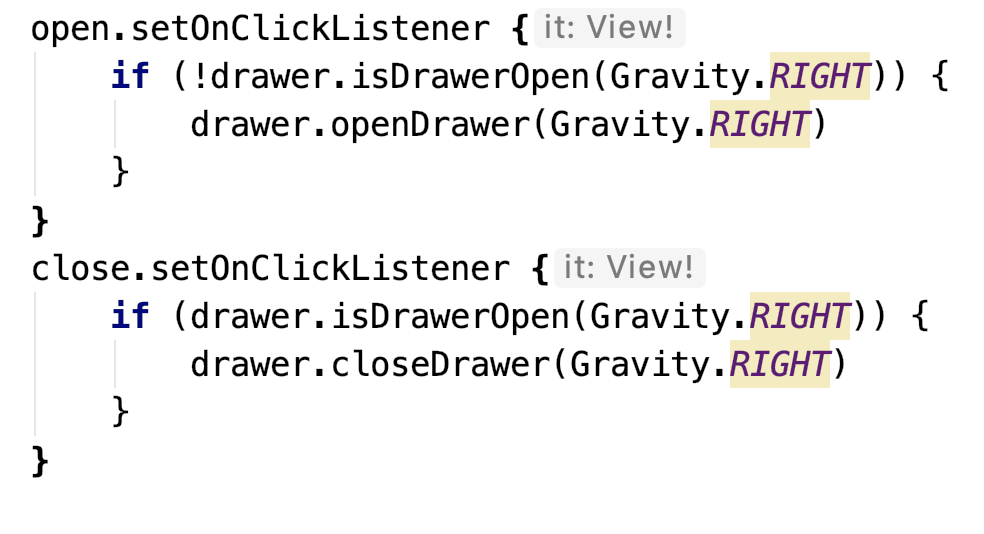 open.setOnClickListener { it: View!
    if (!drawer.isDrawerOpen(Gravity.RIGHT)) {
        drawer.openDrawer(Gravity.RIGHT)
    }
}
close.setOnClickListener { it: View!
    if (drawer.isDrawerOpen(Gravity.RIGHT)) {
        drawer.closeDrawer(Gravity.RIGHT)
    }
}